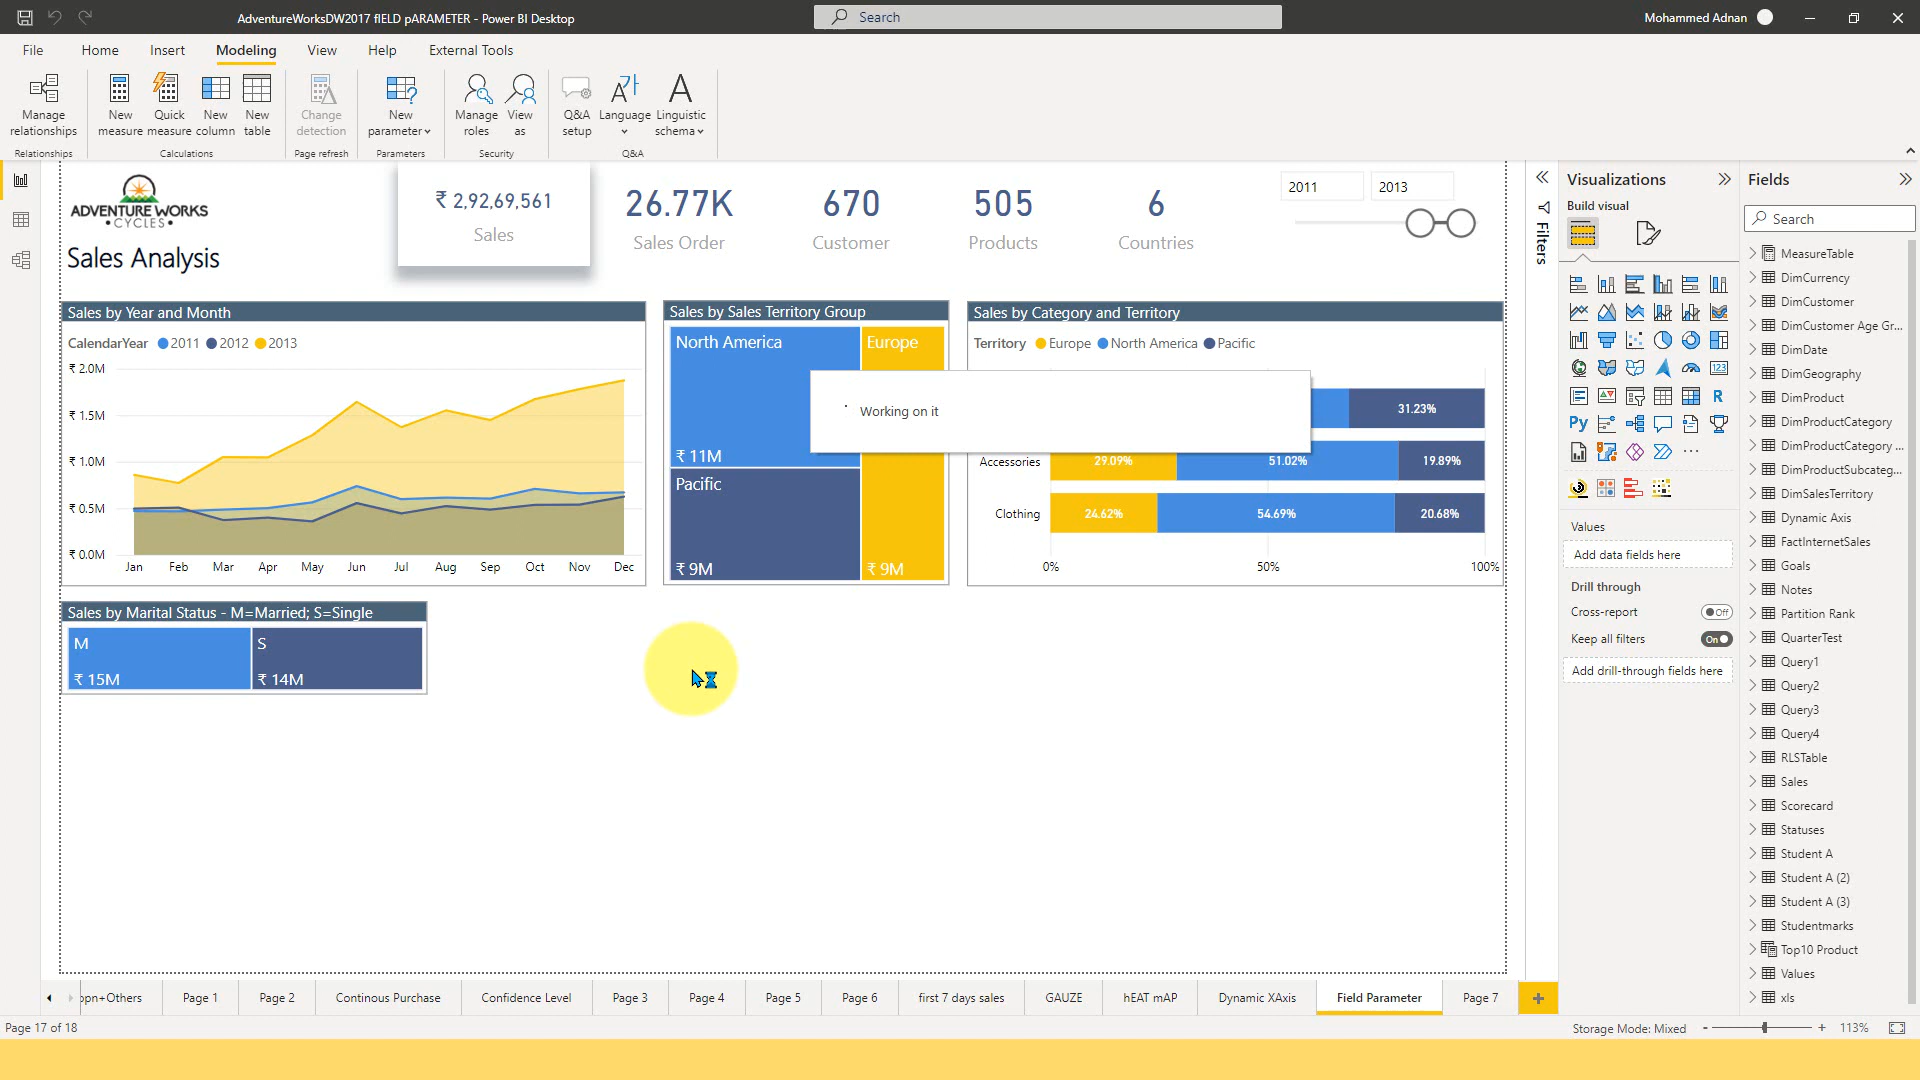 AdventureWorksDW2017 fIELD pARAMETER - Power BI Desktop
Search
Mohammed Adnan
File
Home
Insert
Modeling
View
Help
External Tools
Manage relationships
New measure
Quick measure
New column
New table
Change detection
New parameter
Manage roles
View as
Q&A setup
Language
Linguistic schema
Relationships
Calculations
Page refresh
Parameters
Security
Q&A
ADVENTURE WORKS
CYCLES
Sales Analysis
₹ 2,92,69,561
Sales
26.77K
Sales Order
670
Customer
505
Products
6
Countries
2011
2013
Sales by Year and Month
CalendarYear 2011 2012 2013
₹ 2.0M
₹ 1.5M
₹ 1.0M
₹ 0.5M
₹ 0.0M
Jan Feb Mar Apr May Jun Jul Aug Sep Oct Nov Dec
Sales by Sales Territory Group
North America
₹ 11M
Europe
₹ 9M
Pacific
₹ 9M
Sales by Category and Territory
Territory Europe North America Pacific
31.23%
Accessories 29.09% 51.02% 19.89%
Clothing 24.62% 54.69% 20.68%
0% 50% 100%
Working on it
Sales by Marital Status - M=Married; S=Single
M
₹ 15M
S
₹ 14M
Filters
Visualizations
Build visual
R
Py
123
Values
Add data fields here
Drill through
Cross-report
Off
Keep all filters
On
Add drill-through fields here
Fields
Search
MeasureTable
DimCurrency
DimCustomer
DimCustomer Age Gr...
DimDate
DimGeography
DimProduct
DimProductCategory
DimProductCategory ...
DimProductSubcateg...
DimSalesTerritory
Dynamic Axis
FactInternetSales
Goals
Notes
Partition Rank
QuarterTest
Query1
Query2
Query3
Query4
RLSTable
Sales
Scorecard
Statuses
Student A
Student A (2)
Student A (3)
Studentmarks
Top10 Product
Values
xls
opn+Others
Page 1
Page 2
Continous Purchase
Confidence Level
Page 3
Page 4
Page 5
Page 6
first 7 days sales
GAUZE
hEAT mAP
Dynamic XAxis
Field Parameter
Page 7
Page 17 of 18
Storage Mode: Mixed
113%